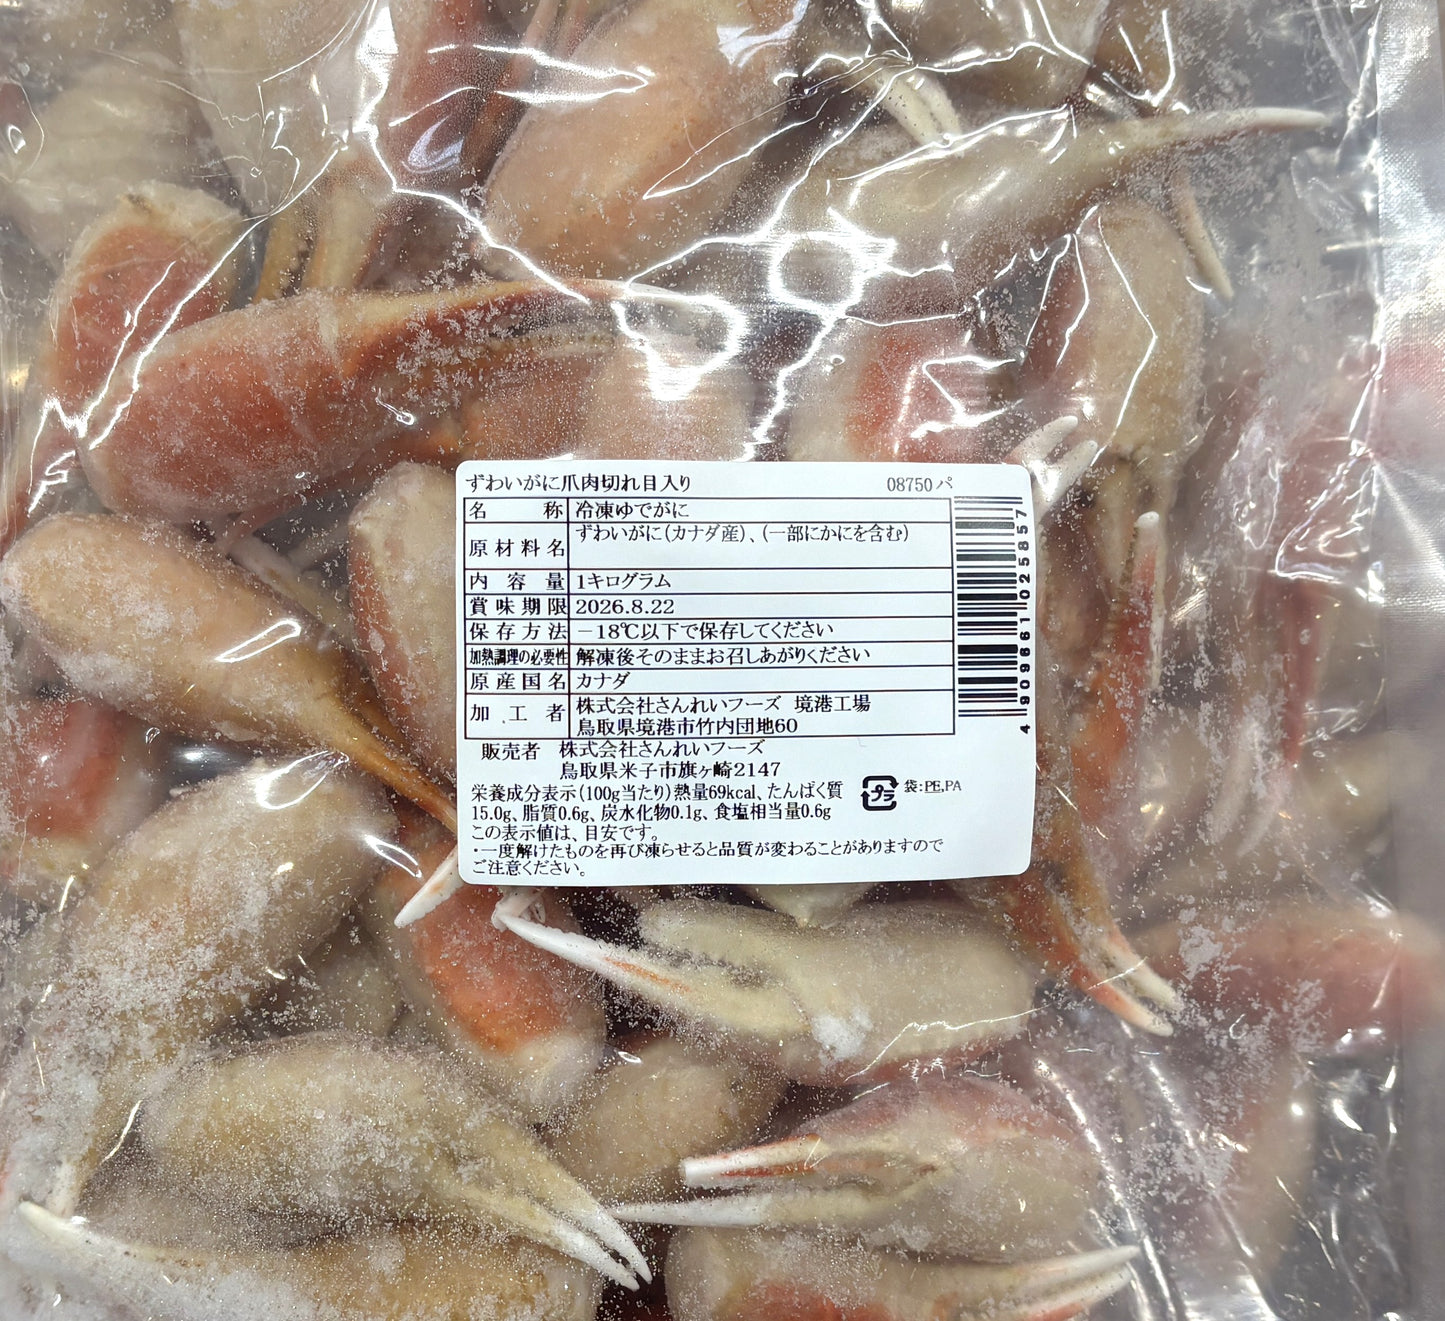 ずわいがに爪肉切れ目入り 08750パ
名称 冷凍ゆでがに
原材料名 ずわいがに(カナダ産)、(一部にかにを含む)
内容量 1キログラム
賞味期限 2026.8.22
保存方法 －18℃以下で保存してください
加熱調理の必要性 解凍後そのままお召しあがりください
原産国名 カナダ
加工者 株式会社さんれいフーズ 境港工場
鳥取県境港市竹内団地60
販売者 株式会社さんれいフーズ
鳥取県米子市旗ヶ崎2147
栄養成分表示(100g当たり)熱量69kcal、たんぱく質
15.0g、脂質0.6g、炭水化物0.1g、食塩相当量0.6g
この表示値は、目安です。
・一度解けたものを再び凍らせると品質が変わることがありますので
ご注意ください。
プラ 袋:PE,PA
4909661025857